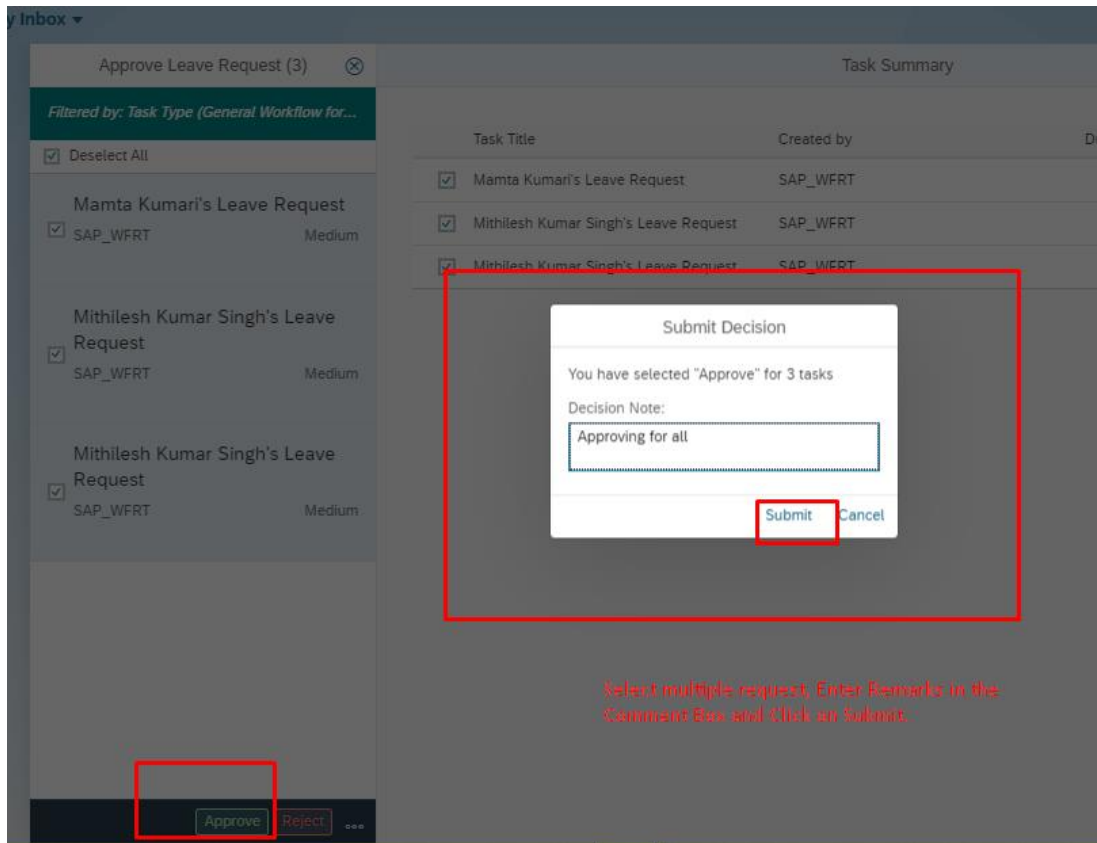 y Inbox
Approve Leave Request (3)
Task Summary
Filtered by: Task Type (General Workflow for...
Deselect All
Task Title Created by D
Mamta Kumari's Leave Request
SAP_WFRT Medium
Mamta Kumari's Leave Request SAP_WFRT
Mithilesh Kumar Singh's Leave Request SAP_WFRT
Mithilesh Kumar Singh's Leave Request SAP_WFRT
Mithilesh Kumar Singh's Leave
Request
SAP_WFRT Medium
Mithilesh Kumar Singh's Leave
Request
SAP_WFRT Medium
Submit Decision
You have selected "Approve" for 3 tasks
Decision Note:
Approving for all
Submit Cancel
Select multiple request, Enter Remarks in the
Comment Box and Click on Submit.
Approve Reject ...